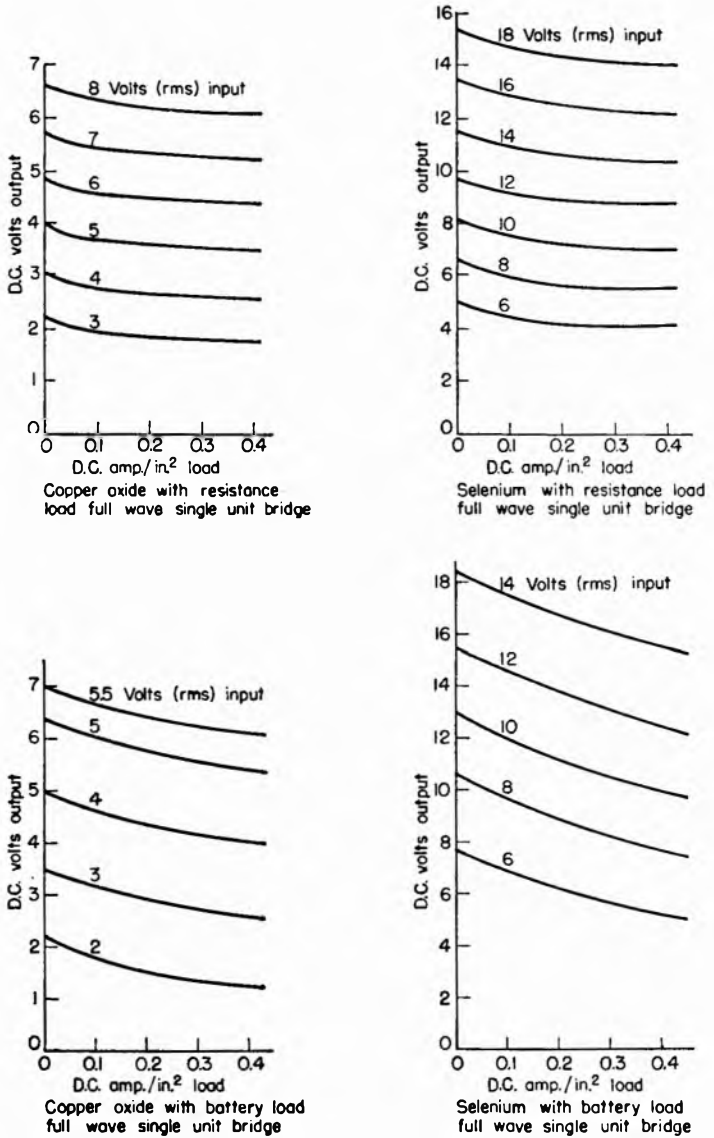 7
6
5
4
3
2
1
0
D.C. volts output
8 Volts (rms) input
7
6
5
4
3
0 0.1 0.2 0.3 0.4
D.C. amp./in.² load
Copper oxide with resistance
load full wave single unit bridge
16
14
12
10
8
6
4
2
0
D.C. volts output
18 Volts (rms) input
16
14
12
10
8
6
0 0.1 0.2 0.3 0.4
D.C. amp./in.² load
Selenium with resistance load
full wave single unit bridge
7
6
5
4
3
2
1
0
D.C. volts output
5.5 Volts (rms) input
5
4
3
2
0 0.1 0.2 0.3 0.4
D.C. amp./in.² load
Copper oxide with battery load
full wave single unit bridge
18
16
14
12
10
8
6
4
2
0
D.C. volts output
14 Volts (rms) input
12
10
8
6
0 0.1 0.2 0.3 0.4
D.C. amp./in.² load
Selenium with battery load
full wave single unit bridge